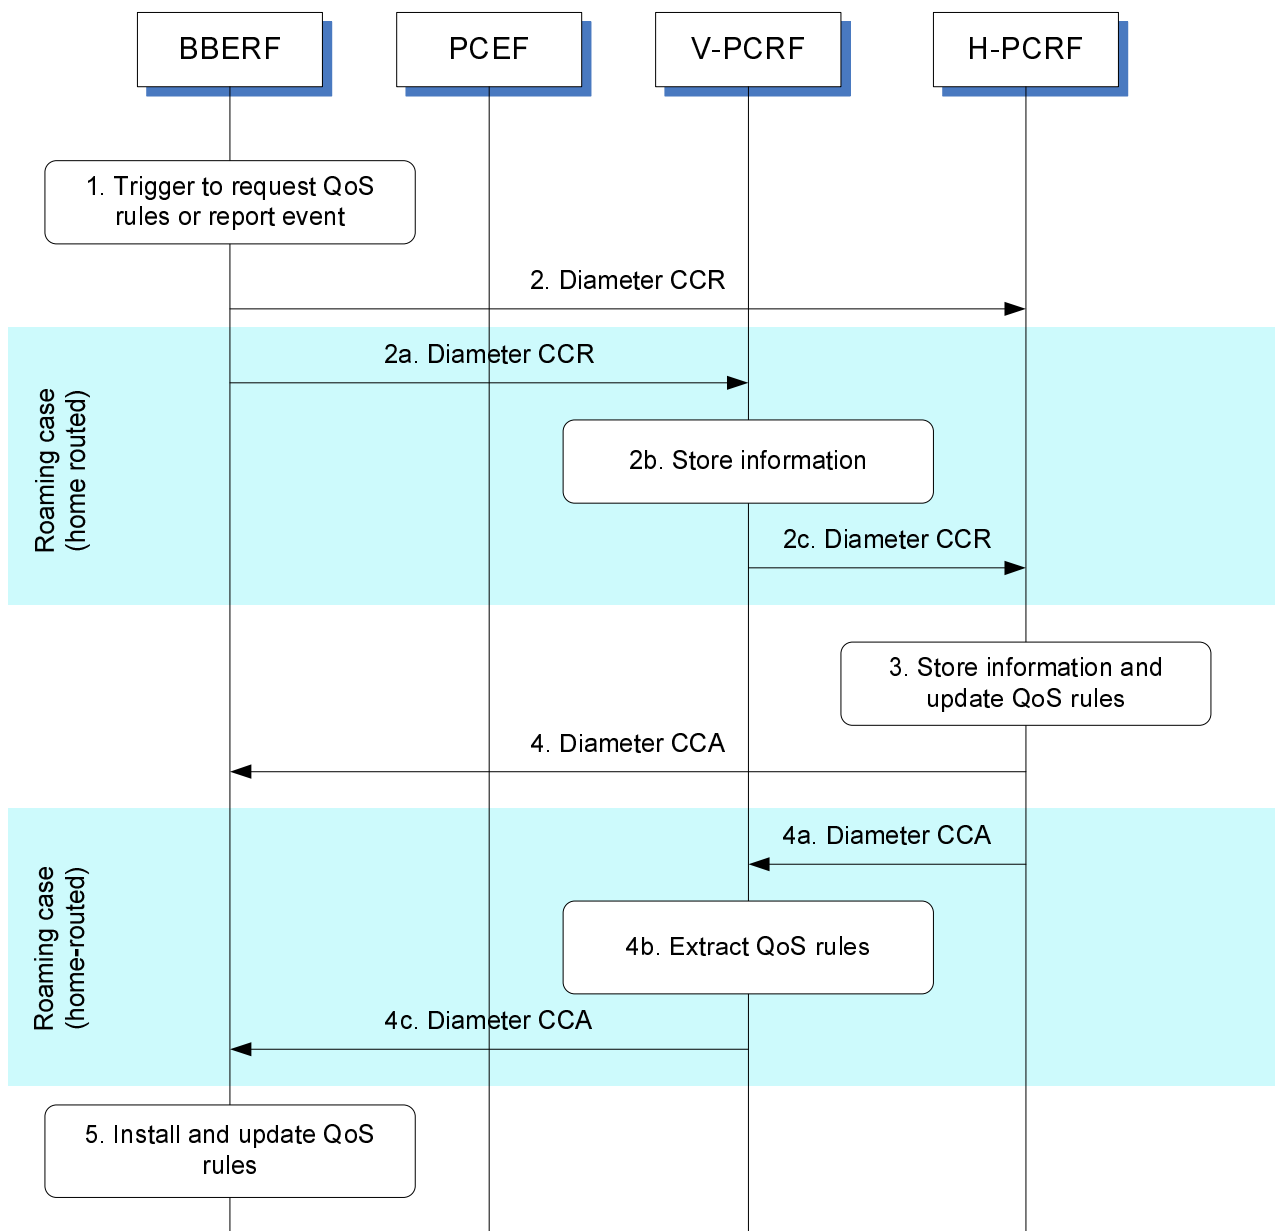 BBERF
PCEF
V-PCRF
H-PCRF
1. Trigger to request QoS
rules or report event
2. Diameter CCR
Roaming case
(home routed)
2a. Diameter CCR
2b. Store information
2c. Diameter CCR
3. Store information and
update QoS rules
4. Diameter CCA
Roaming case
(home-routed)
4a. Diameter CCA
4b. Extract QoS rules
4c. Diameter CCA
5. Install and update QoS
rules